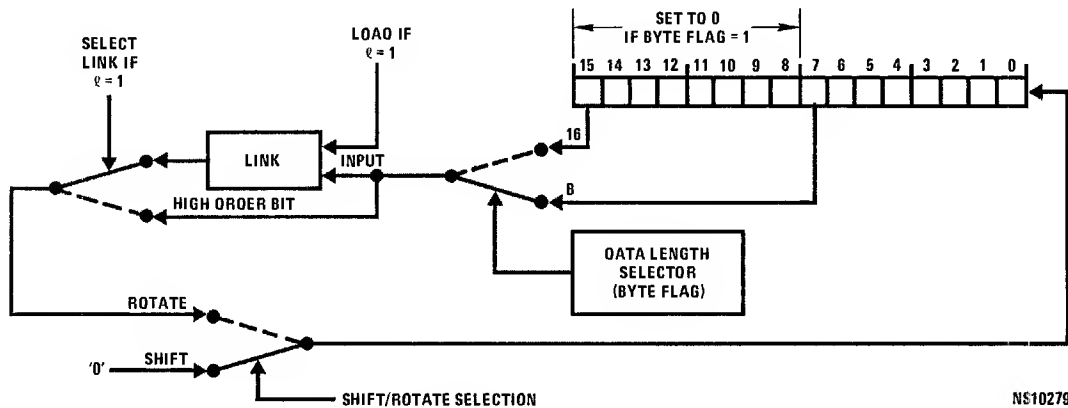 SET TO 0
IF BYTE FLAG = 1
SELECT
LINK IF
ℓ = 1
LOAO IF
ℓ = 1
15 14 13 12 11 10 9 8 7 6 5 4 3 2 1 0
16
LINK
INPUT
B
HIGH ORDER BIT
OATA LENGTH
SELECTOR
(BYTE FLAG)
ROTATE
'0'
SHIFT
SHIFT/ROTATE SELECTION
NS10279